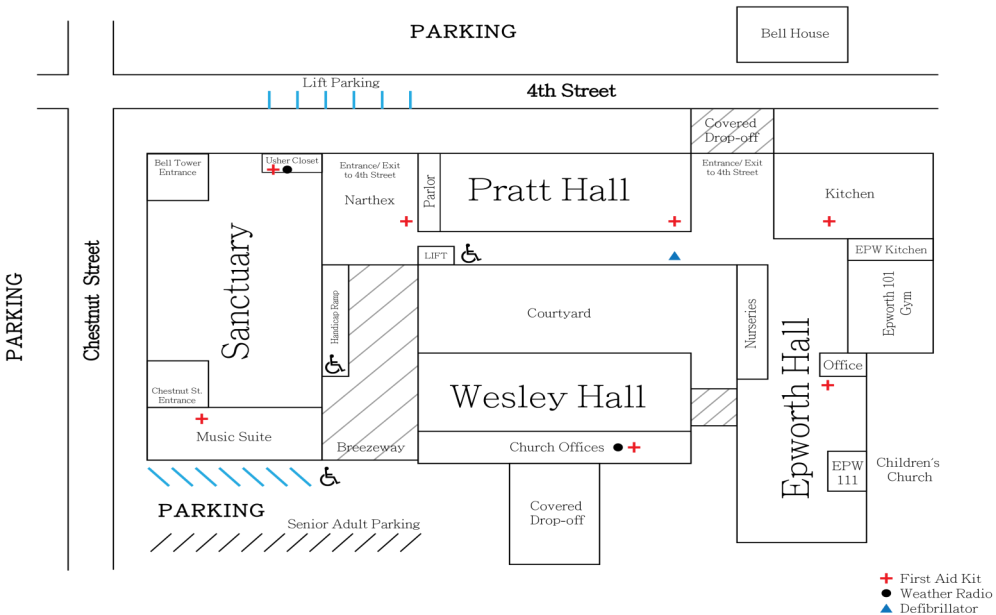 PARKING
Bell House
Lift Parking
4th Street
Covered
Drop-off
Bell Tower
Entrance
Usher Closet
Entrance/ Exit
to 4th Street
Narthex
Parlor
Pratt Hall
Entrance/ Exit
to 4th Street
Kitchen
LIFT
EPW Kitchen
PARKING
Chestnut Street
Sanctuary
Handicap Ramp
Courtyard
Nurseries
Epworth 101
Gym
Epworth Hall
Office
Chestnut St.
Entrance
Wesley Hall
Music Suite
Breezeway
Church Offices
EPW
111
Children's
Church
PARKING
Senior Adult Parking
Covered
Drop-off
First Aid Kit
Weather Radio
Defibrillator